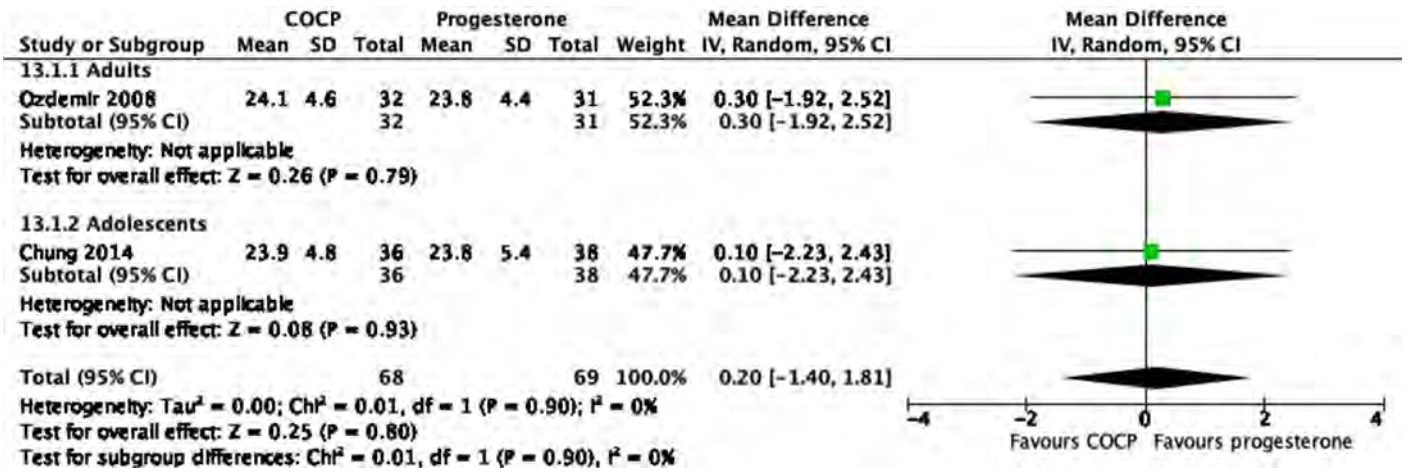 COCP Progesterone Mean Difference Mean Difference
Study or Subgroup Mean SD Total Mean SD Total Weight IV, Random, 95% CI IV, Random, 95% CI
13.1.1 Adults
Ozdemir 2008 24.1 4.6 32 23.8 4.4 31 52.3% 0.30 [−1.92, 2.52]
Subtotal (95% CI) 32 31 52.3% 0.30 [−1.92, 2.52]
Heterogeneity: Not applicable
Test for overall effect: Z = 0.26 (P = 0.79)
13.1.2 Adolescents
Chung 2014 23.9 4.8 36 23.8 5.4 38 47.7% 0.10 [−2.23, 2.43]
Subtotal (95% CI) 36 38 47.7% 0.10 [−2.23, 2.43]
Heterogeneity: Not applicable
Test for overall effect: Z = 0.08 (P = 0.93)
Total (95% CI) 68 69 100.0% 0.20 [−1.40, 1.81]
Heterogeneity: Tau² = 0.00; Chi² = 0.01, df = 1 (P = 0.90); I² = 0%
Test for overall effect: Z = 0.25 (P = 0.80)
Test for subgroup differences: Chi² = 0.01, df = 1 (P = 0.90), I² = 0%
−4 −2 0 2 4
Favours COCP Favours progesterone